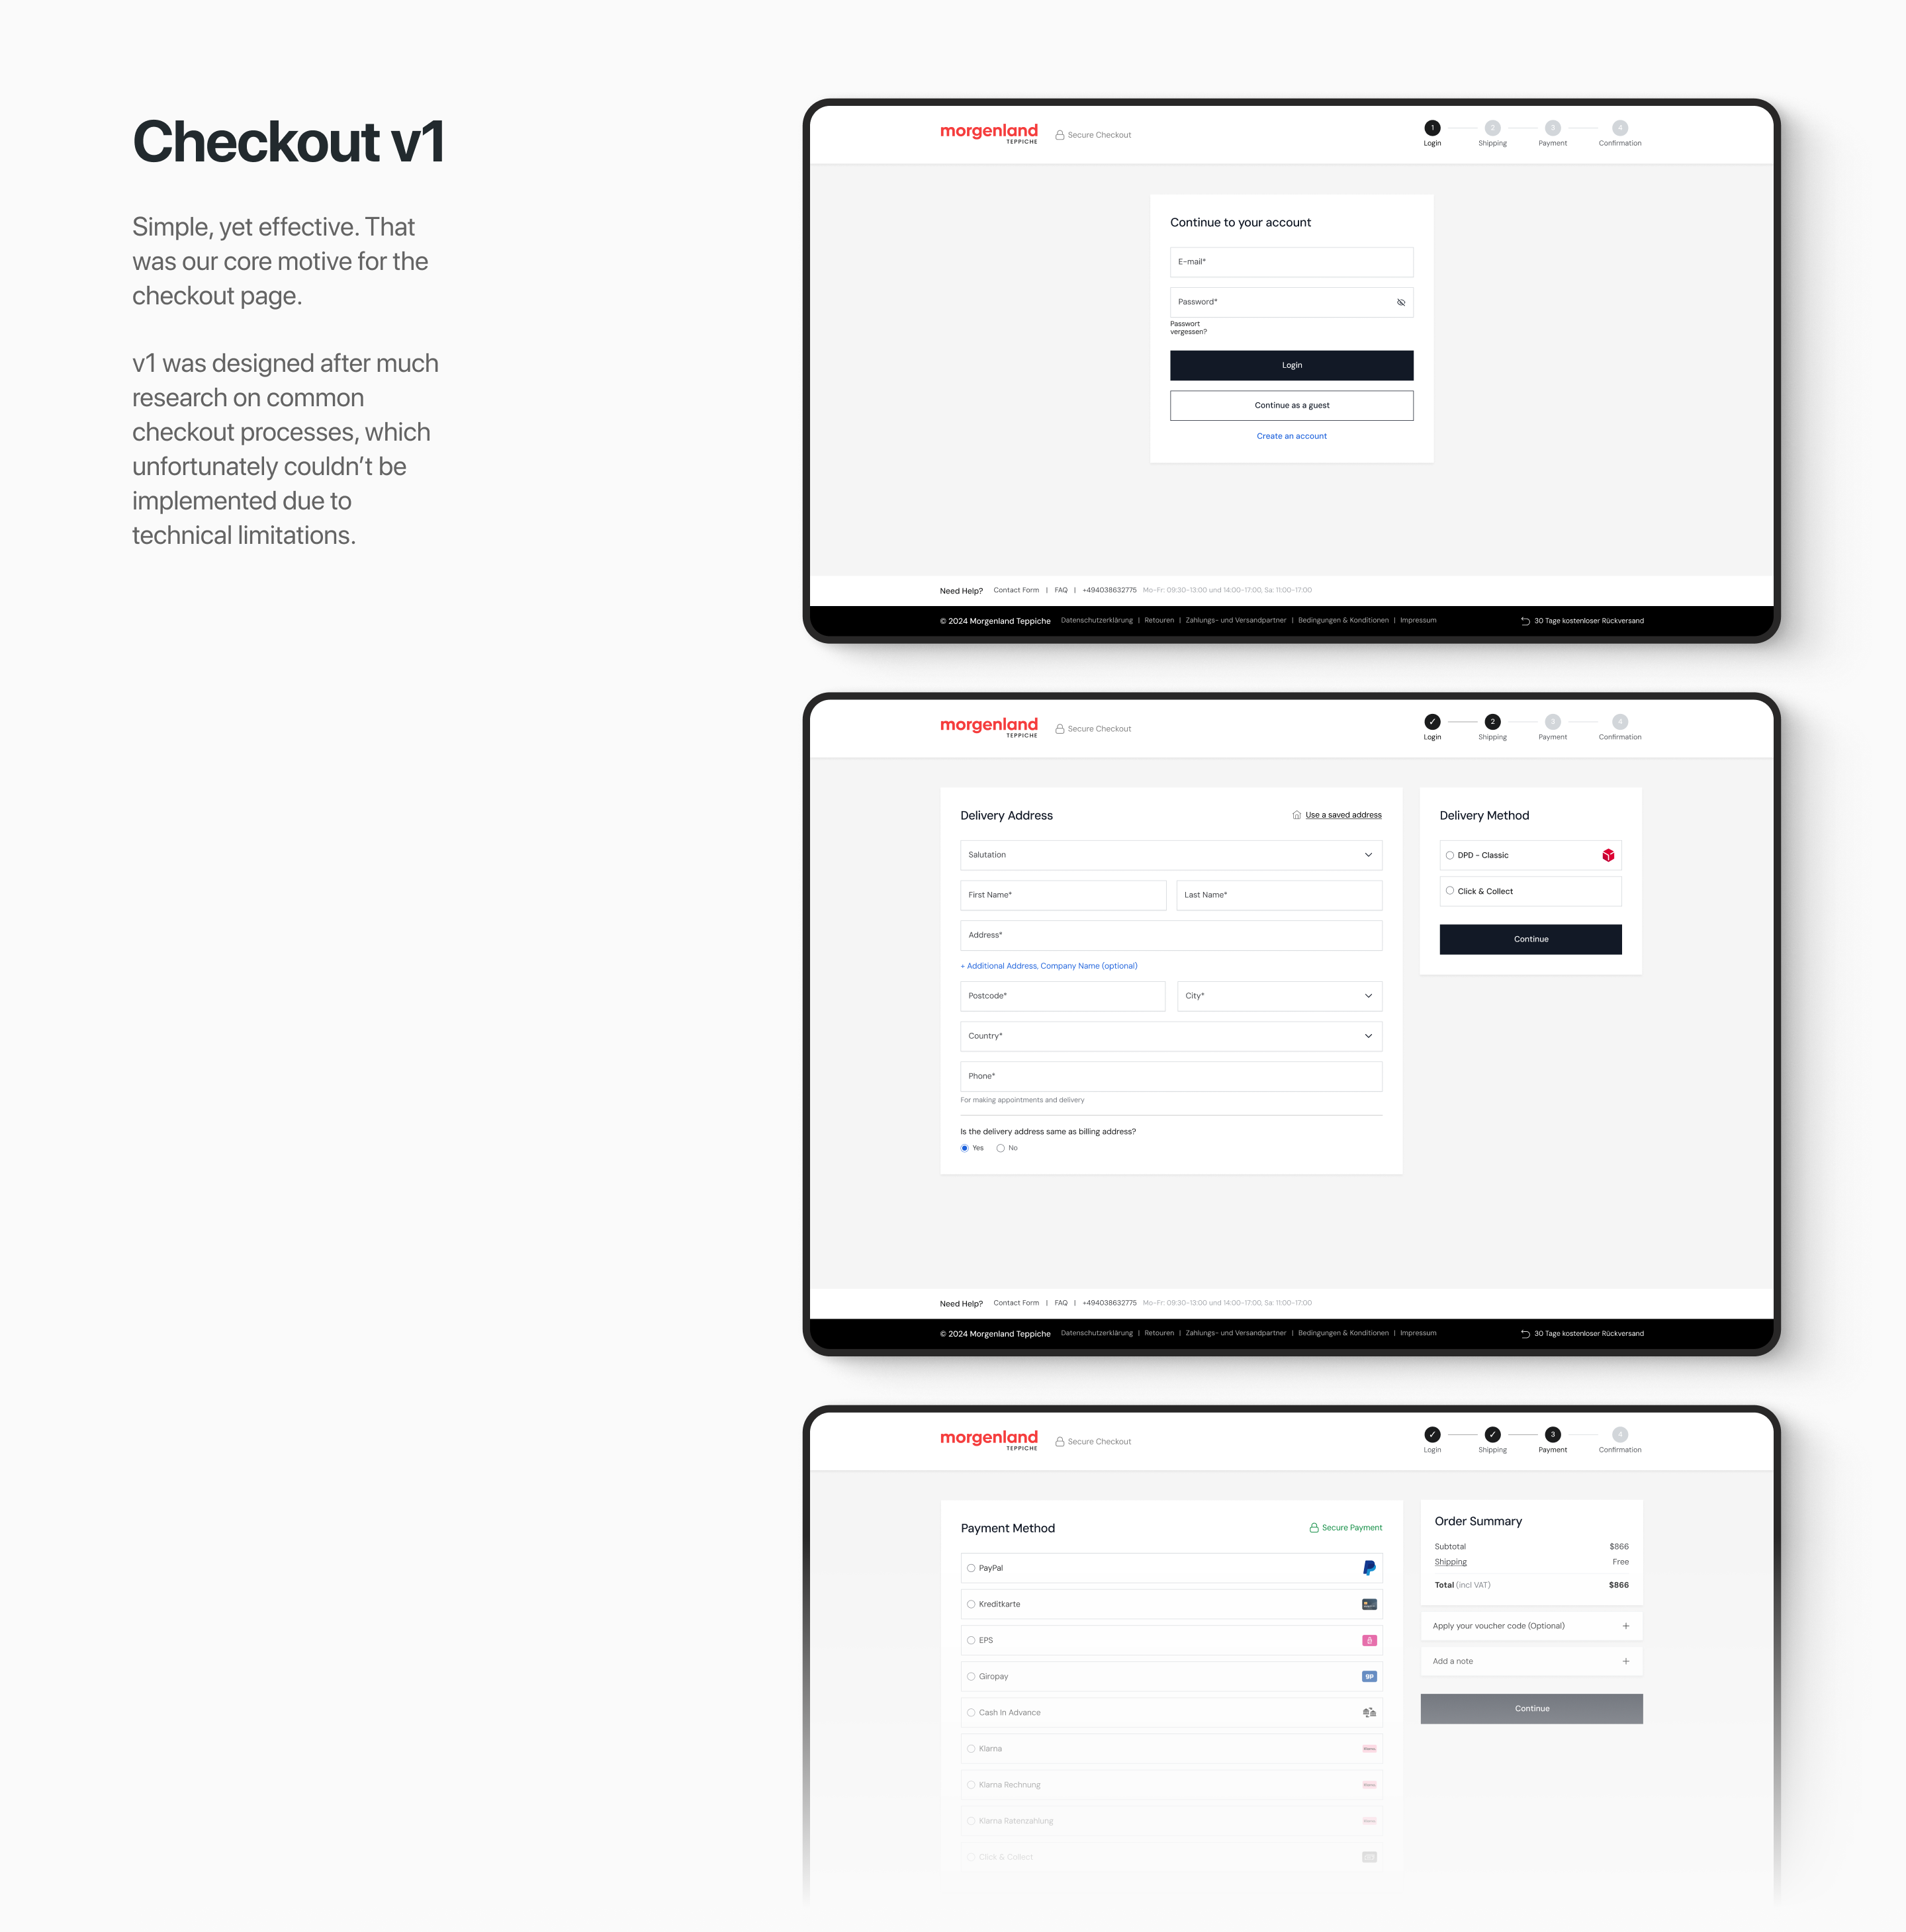 Checkout v1
Simple, yet effective. That
was our core motive for the
checkout page.
v1 was designed after much
research on common
checkout processes, which
unfortunately couldn’t be
implemented due to
technical limitations.
morgenland
TEPPICHE
Secure Checkout
1 2 3 4
Login Shipping Payment Confirmation
Continue to your account
E-mail*
Password*
Passwort
vergessen?
Login
Continue as a guest
Create an account
Need Help? Contact Form | FAQ | +494038632775 Mo-Fr: 09:30-13:00 und 14:00-17:00, Sa: 11:00-17:00
© 2024 Morgenland Teppiche Datenschutzerklärung | Retouren | Zahlungs- und Versandpartner | Bedingungen & Konditionen | Impressum 30 Tage kostenloser Rückversand
morgenland
TEPPICHE
Secure Checkout
✓ 2 3 4
Login Shipping Payment Confirmation
Delivery Address
Use a saved address
Salutation
First Name* Last Name*
Address*
+ Additional Address, Company Name (optional)
Postcode* City*
Country*
Phone*
For making appointments and delivery
Is the delivery address same as billing address?
Yes No
Delivery Method
DPD - Classic
Click & Collect
Continue
Need Help? Contact Form | FAQ | +494038632775 Mo-Fr: 09:30-13:00 und 14:00-17:00, Sa: 11:00-17:00
© 2024 Morgenland Teppiche Datenschutzerklärung | Retouren | Zahlungs- und Versandpartner | Bedingungen & Konditionen | Impressum 30 Tage kostenloser Rückversand
morgenland
TEPPICHE
Secure Checkout
✓ ✓ 3 4
Login Shipping Payment Confirmation
Payment Method
Secure Payment
PayPal
Kreditkarte
EPS
Giropay
Cash In Advance
Klarna
Klarna Rechnung
Klarna Ratenzahlung
Click & Collect
Order Summary
Subtotal $866
Shipping Free
Total (incl VAT) $866
Apply your voucher code (Optional) +
Add a note +
Continue